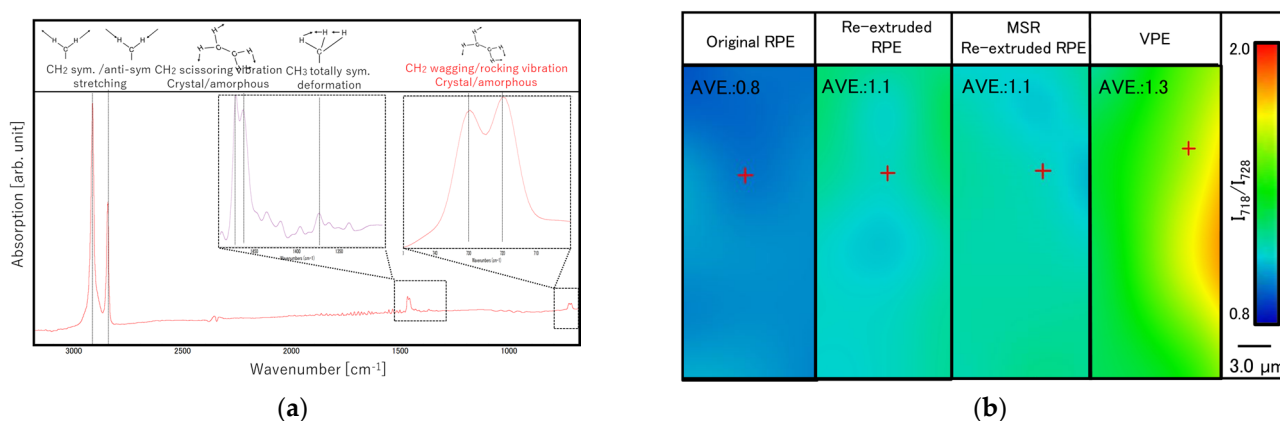 CH2 sym. /anti-sym
stretching
CH2 scissoring vibration
Crystal/amorphous
CH3 totally sym.
deformation
CH2 wagging/rocking vibration
Crystal/amorphous
Absorption [arb. unit]
3000
2500
2000
1500
1000
Wavenumber [cm-1]
(a)
Original RPE
Re-extruded
RPE
MSR
Re-extruded RPE
VPE
AVE.:0.8
AVE.:1.1
AVE.:1.1
AVE.:1.3
2.0
I718/I728
0.8
3.0 μm
(b)